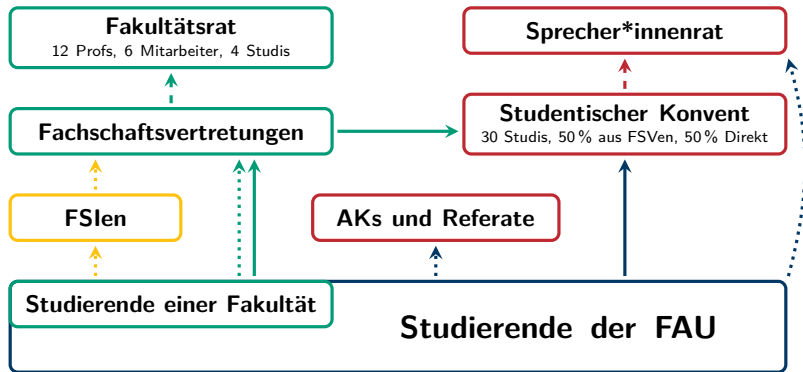 Fakultätsrat
12 Profs, 6 Mitarbeiter, 4 Studis
Sprecher*innenrat
Fachschaftsvertretungen
Studentischer Konvent
30 Studis, 50 % aus FSVen, 50 % Direkt
FSIen
AKs und Referate
Studierende einer Fakultät
Studierende der FAU